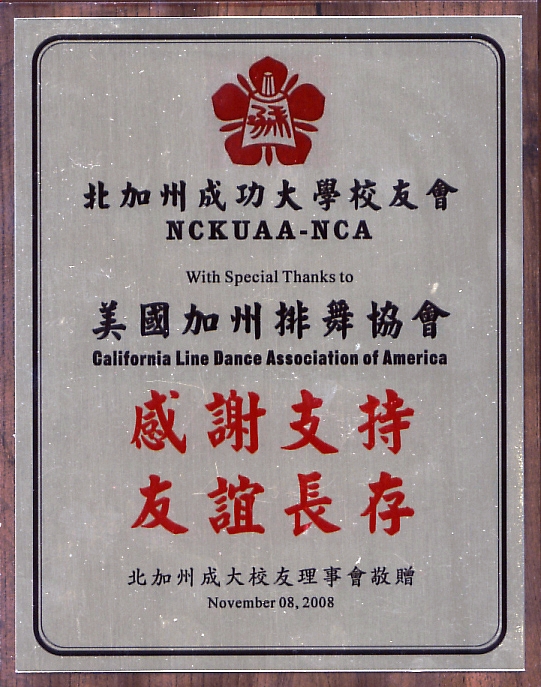 北加州成功大學校友會
NCKUAA-NCA
With Special Thanks to
美國加州排舞協會
California Line Dance Association of America
感謝支持
友誼長存
北加州成大校友理事會敬贈
November 08, 2008